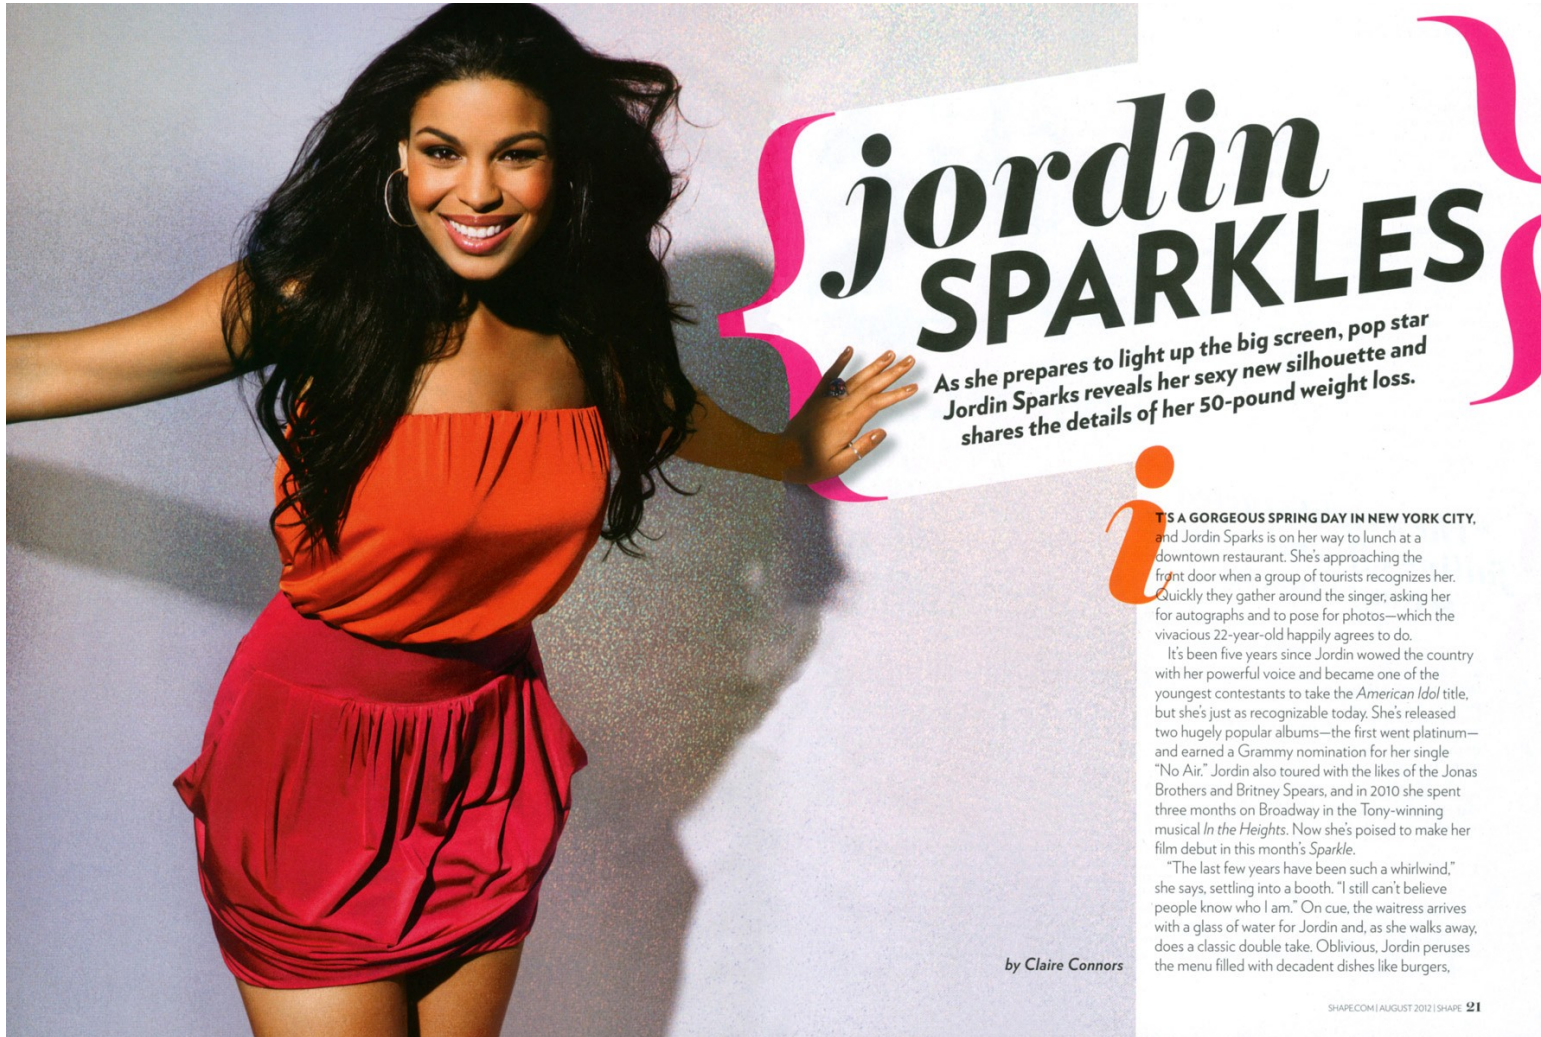 jordin
SPARKLES
As she prepares to light up the big screen, pop star
Jordin Sparks reveals her sexy new silhouette and
shares the details of her 50-pound weight loss.
iT'S A GORGEOUS SPRING DAY IN NEW YORK CITY,
and Jordin Sparks is on her way to lunch at a
downtown restaurant. She's approaching the
front door when a group of tourists recognizes her.
Quickly they gather around the singer, asking her
for autographs and to pose for photos—which the
vivacious 22-year-old happily agrees to do.
It's been five years since Jordin wowed the country
with her powerful voice and became one of the
youngest contestants to take the American Idol title,
but she's just as recognizable today. She's released
two hugely popular albums—the first went platinum—
and earned a Grammy nomination for her single
"No Air." Jordin also toured with the likes of the Jonas
Brothers and Britney Spears, and in 2010 she spent
three months on Broadway in the Tony-winning
musical In the Heights. Now she's poised to make her
film debut in this month's Sparkle.
"The last few years have been such a whirlwind,"
she says, settling into a booth. "I still can't believe
people know who I am." On cue, the waitress arrives
with a glass of water for Jordin and, as she walks away,
does a classic double take. Oblivious, Jordin peruses
the menu filled with decadent dishes like burgers,
by Claire Connors
SHAPE.COM | AUGUST 2012 | SHAPE 21